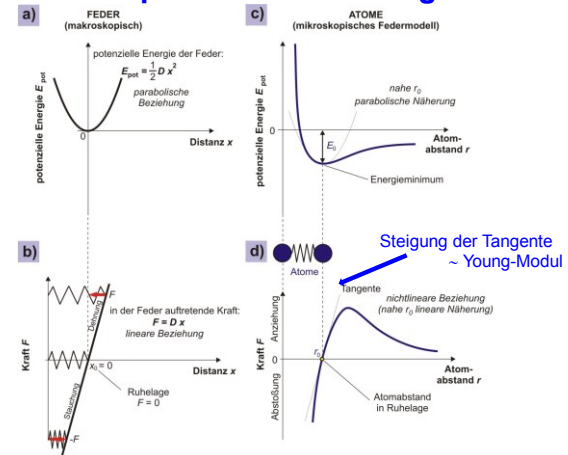 a)
FEDER
(makroskopisch)
potenzielle Energie E pot
potenzielle Energie der Feder:
E pot = 1/2 D x²
parabolische
Beziehung
0
Distanz x
c)
ATOME
(mikroskopisches Federmodell)
potenzielle Energie E pot
nahe r₀
parabolische Näherung
0
E₀
Atom-
abstand r
Energieminimum
b)
Kraft F
F
Dehnung
in der Feder auftretende Kraft:
F = D x
lineare Beziehung
x₀ = 0
Distanz x
Stauchung
Ruhelage
F = 0
-F
d)
Atome
Steigung der Tangente
~ Young-Modul
Tangente
nichtlineare Beziehung
(nahe r₀ lineare Näherung)
Kraft F
Anziehung
Abstoßung
0
r₀
Atom-
abstand r
Atomabstand
in Ruhelage